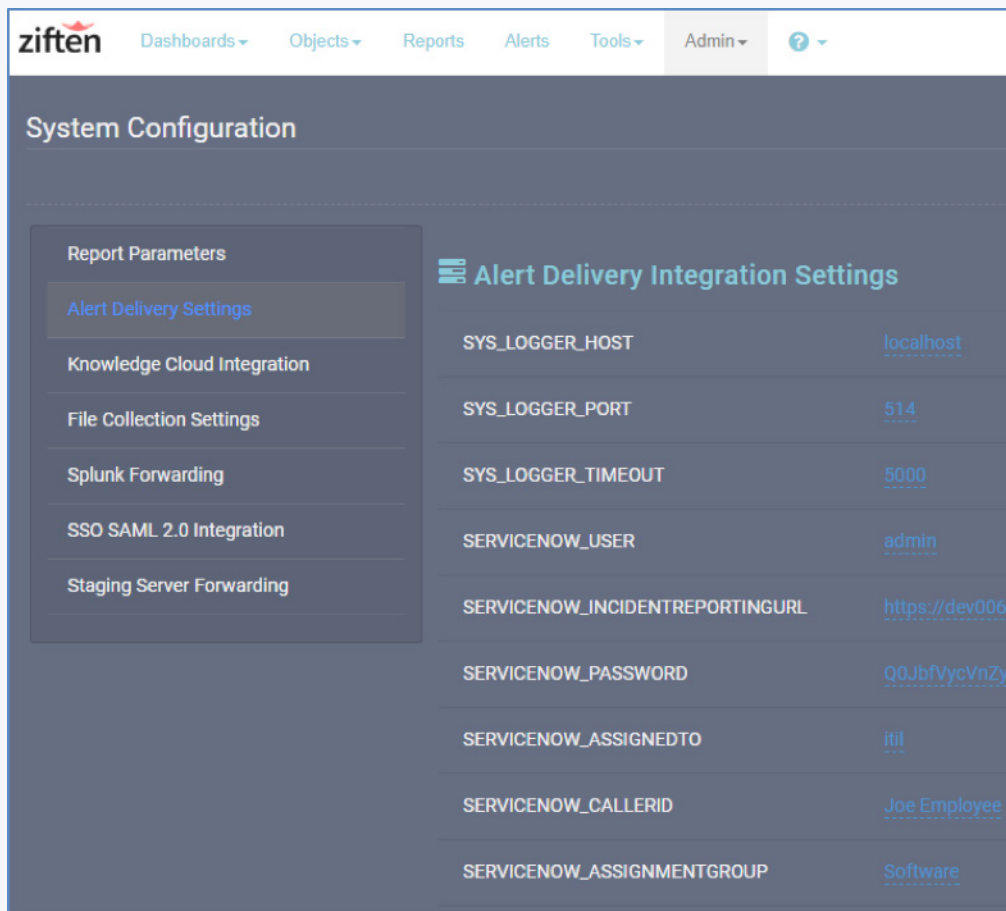 ziften Dashboards Objects Reports Alerts Tools Admin ?
System Configuration
Report Parameters
Alert Delivery Settings
Knowledge Cloud Integration
File Collection Settings
Splunk Forwarding
SSO SAML 2.0 Integration
Staging Server Forwarding
Alert Delivery Integration Settings
SYS_LOGGER_HOST localhost
SYS_LOGGER_PORT 514
SYS_LOGGER_TIMEOUT 5000
SERVICENOW_USER admin
SERVICENOW_INCIDENTREPORTINGURL https://dev006
SERVICENOW_PASSWORD Q0JbfVycVnZy
SERVICENOW_ASSIGNEDTO itil
SERVICENOW_CALLERID Joe Employee
SERVICENOW_ASSIGNMENTGROUP Software